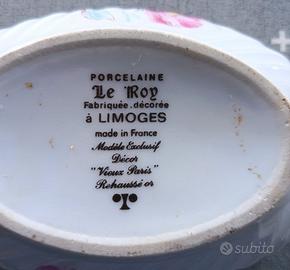 PORCELAINE
Le Roy
Fabriquée.décorée
à LIMOGES
made in France
Modèle Exclusif
Décor
"Vieux Paris"
Rehaussé or
subito